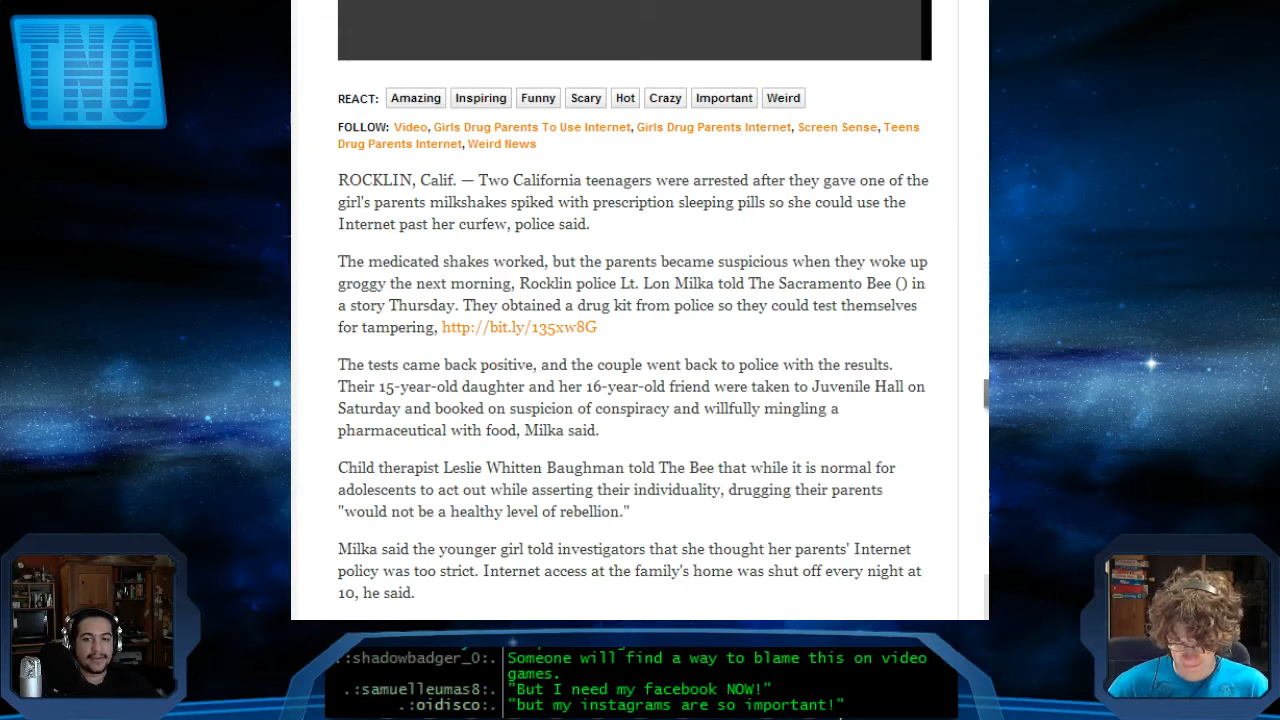 TNC
REACT: Amazing Inspiring Funny Scary Hot Crazy Important Weird
FOLLOW: Video, Girls Drug Parents To Use Internet, Girls Drug Parents Internet, Screen Sense, Teens
Drug Parents Internet, Weird News
ROCKLIN, Calif. — Two California teenagers were arrested after they gave one of the
girl's parents milkshakes spiked with prescription sleeping pills so she could use the
Internet past her curfew, police said.
The medicated shakes worked, but the parents became suspicious when they woke up
groggy the next morning, Rocklin police Lt. Lon Milka told The Sacramento Bee () in
a story Thursday. They obtained a drug kit from police so they could test themselves
for tampering, http://bit.ly/135xw8G
The tests came back positive, and the couple went back to police with the results.
Their 15-year-old daughter and her 16-year-old friend were taken to Juvenile Hall on
Saturday and booked on suspicion of conspiracy and willfully mingling a
pharmaceutical with food, Milka said.
Child therapist Leslie Whitten Baughman told The Bee that while it is normal for
adolescents to act out while asserting their individuality, drugging their parents
"would not be a healthy level of rebellion."
Milka said the younger girl told investigators that she thought her parents' Internet
policy was too strict. Internet access at the family's home was shut off every night at
10, he said.
.:shadowbadger_0:. Someone will find a way to blame this on video
games.
.:samuelleumas8:. "But I need my facebook NOW!"
.:oidisco:. "but my instagrams are so important!"